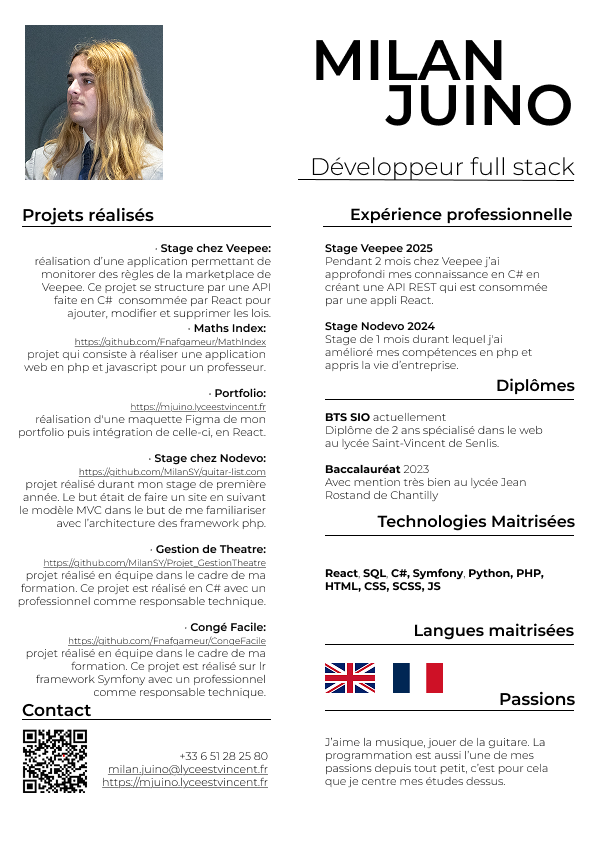 MILAN
JUINO
Développeur full stack
Projets réalisés
· Stage chez Veepee:
réalisation d’une application permettant de
monitorer des règles de la marketplace de
Veepee. Ce projet se structure par une API
faite en C# consommée par React pour
ajouter, modifier et supprimer les lois.
· Maths Index:
https://github.com/Fnafgameur/MathIndex
projet qui consiste à réaliser une application
web en php et javascript pour un professeur.
· Portfolio:
https://mjuino.lyceestvincent.fr
réalisation d'une maquette Figma de mon
portfolio puis intégration de celle-ci, en React.
· Stage chez Nodevo:
https://github.com/MilanSY/guitar-list.com
projet réalisé durant mon stage de première
année. Le but était de faire un site en suivant
le modèle MVC dans le but de me familiariser
avec l’architecture des framework php.
· Gestion de Theatre:
https://github.com/MilanSY/Projet_GestionTheatre
projet réalisé en équipe dans le cadre de ma
formation. Ce projet est réalisé en C# avec un
professionnel comme responsable technique.
· Congé Facile:
https://github.com/Fnafgameur/CongeFacile
projet réalisé en équipe dans le cadre de ma
formation. Ce projet est réalisé sur lr
framework Symfony avec un professionnel
comme responsable technique.
Contact
+33 6 51 28 25 80
milan.juino@lyceestvincent.fr
https://mjuino.lyceestvincent.fr
Expérience professionnelle
Stage Veepee 2025
Pendant 2 mois chez Veepee j’ai
approfondi mes connaissance en C# en
créant une API REST qui est consommée
par une appli React.
Stage Nodevo 2024
Stage de 1 mois durant lequel j'ai
amélioré mes compétences en php et
appris la vie d’entreprise.
Diplômes
BTS SIO actuellement
Diplôme de 2 ans spécialisé dans le web
au lycée Saint-Vincent de Senlis.
Baccalauréat 2023
Avec mention très bien au lycée Jean
Rostand de Chantilly
Technologies Maitrisées
React, SQL, C#, Symfony, Python, PHP,
HTML, CSS, SCSS, JS
Langues maitrisées
Passions
J’aime la musique, jouer de la guitare. La
programmation est aussi l’une de mes
passions depuis tout petit, c’est pour cela
que je centre mes études dessus.